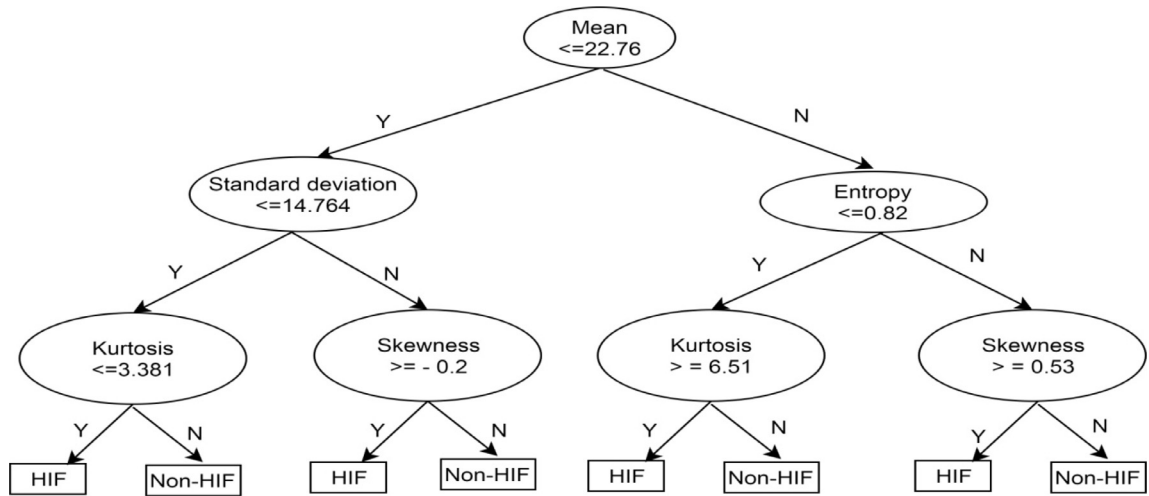 Mean
<=22.76
Y
N
Standard deviation
<=14.764
Entropy
<=0.82
Y
N
Y
N
Kurtosis
<=3.381
Skewness
>= - 0.2
Kurtosis
> = 6.51
Skewness
> = 0.53
Y
N
Y
N
Y
N
Y
N
HIF
Non-HIF
HIF
Non-HIF
HIF
Non-HIF
HIF
Non-HIF